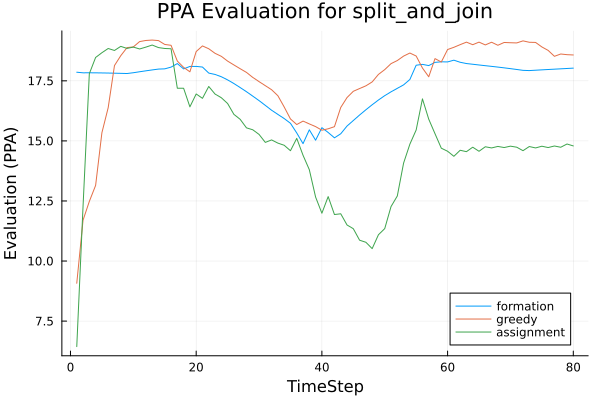 PPA Evaluation for split_and_join
Evaluation (PPA)
17.5
15.0
12.5
10.0
7.5
formation
greedy
assignment
0 20 40 60 80
TimeStep